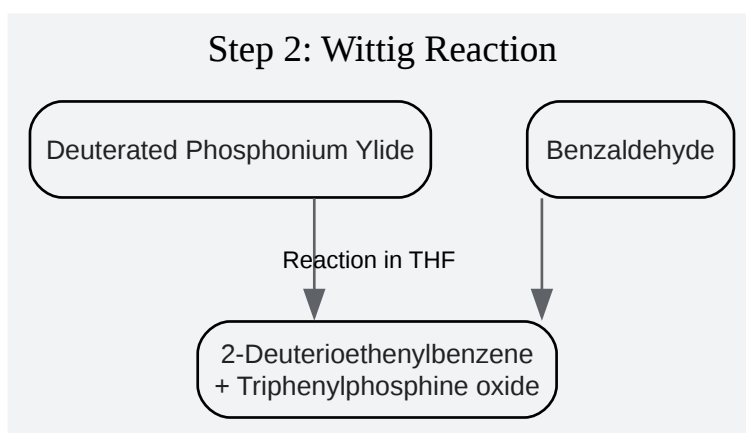 Step 2: Wittig Reaction
Deuterated Phosphonium Ylide
Benzaldehyde
Reaction in THF
2-Deuterioethenylbenzene
+ Triphenylphosphine oxide